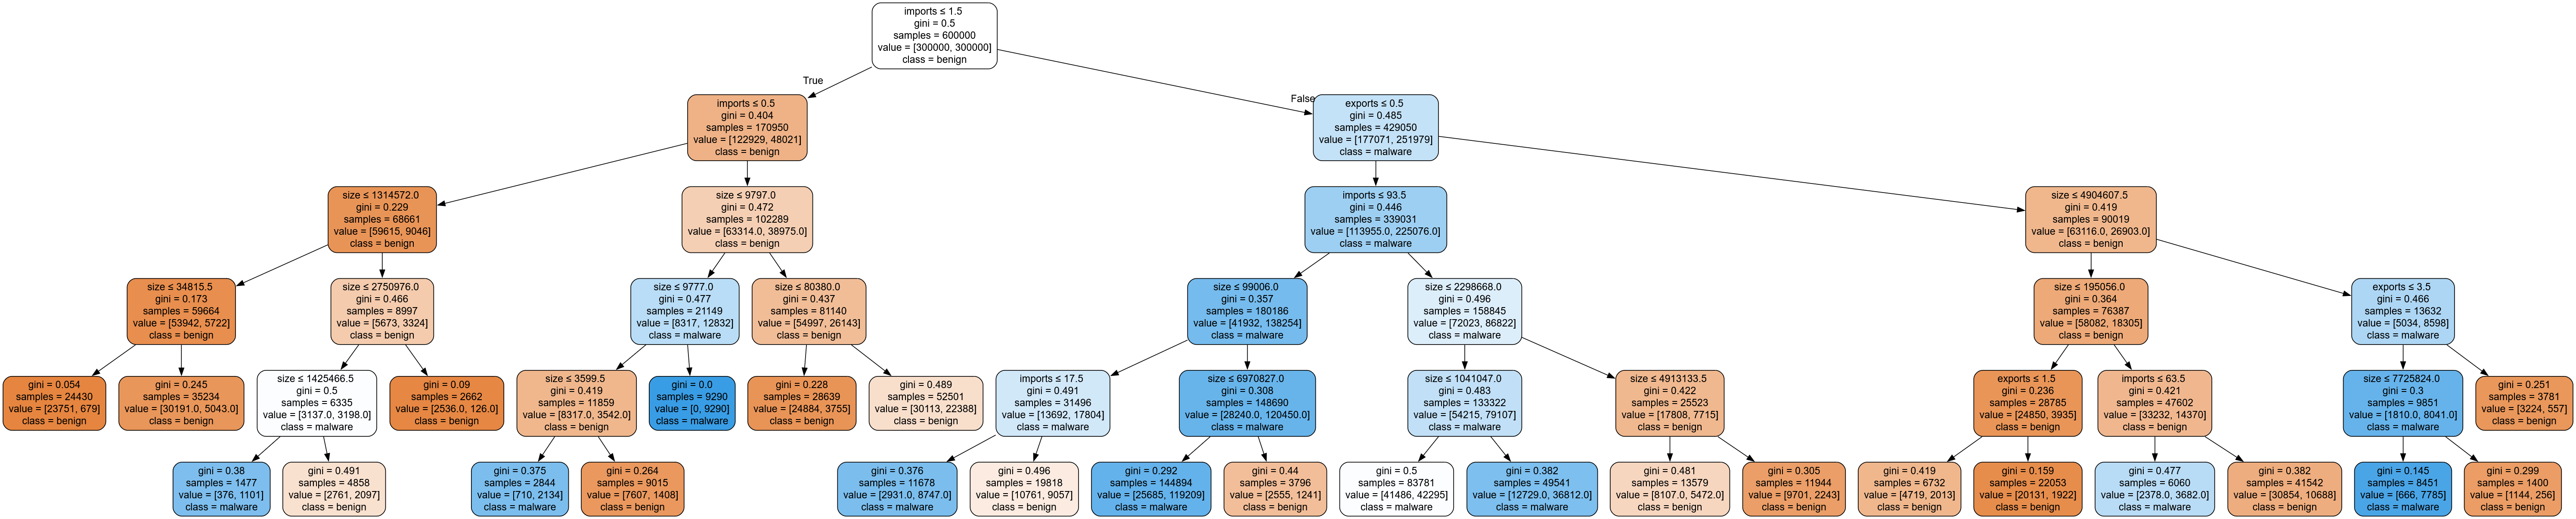 imports ≤ 1.5
gini = 0.5
samples = 600000
value = [300000, 300000]
class = benign
True
False
imports ≤ 0.5
gini = 0.404
samples = 170950
value = [122929, 48021]
class = benign
exports ≤ 0.5
gini = 0.485
samples = 429050
value = [177071, 251979]
class = malware
size ≤ 1314572.0
gini = 0.229
samples = 68661
value = [59615, 9046]
class = benign
size ≤ 9797.0
gini = 0.472
samples = 102289
value = [63314.0, 38975.0]
class = benign
imports ≤ 93.5
gini = 0.446
samples = 339031
value = [113955.0, 225076.0]
class = malware
size ≤ 4904607.5
gini = 0.419
samples = 90019
value = [63116.0, 26903.0]
class = benign
size ≤ 34815.5
gini = 0.173
samples = 59664
value = [53942, 5722]
class = benign
size ≤ 2750976.0
gini = 0.466
samples = 8997
value = [5673, 3324]
class = benign
size ≤ 9777.0
gini = 0.477
samples = 21149
value = [8317, 12832]
class = malware
size ≤ 80380.0
gini = 0.437
samples = 81140
value = [54997, 26143]
class = benign
size ≤ 99006.0
gini = 0.357
samples = 180186
value = [41932, 138254]
class = malware
size ≤ 2298668.0
gini = 0.496
samples = 158845
value = [72023, 86822]
class = malware
size ≤ 195056.0
gini = 0.364
samples = 76387
value = [58082, 18305]
class = benign
exports ≤ 3.5
gini = 0.466
samples = 13632
value = [5034, 8598]
class = malware
gini = 0.054
samples = 24430
value = [23751, 679]
class = benign
gini = 0.245
samples = 35234
value = [30191.0, 5043.0]
class = benign
size ≤ 1425466.5
gini = 0.5
samples = 6335
value = [3137.0, 3198.0]
class = malware
gini = 0.09
samples = 2662
value = [2536.0, 126.0]
class = benign
size ≤ 3599.5
gini = 0.419
samples = 11859
value = [8317.0, 3542.0]
class = benign
gini = 0.0
samples = 9290
value = [0, 9290]
class = malware
gini = 0.228
samples = 28639
value = [24884, 3755]
class = benign
gini = 0.489
samples = 52501
value = [30113, 22388]
class = benign
imports ≤ 17.5
gini = 0.491
samples = 31496
value = [13692, 17804]
class = malware
size ≤ 6970827.0
gini = 0.308
samples = 148690
value = [28240.0, 120450.0]
class = malware
size ≤ 1041047.0
gini = 0.483
samples = 133322
value = [54215, 79107]
class = malware
size ≤ 4913133.5
gini = 0.422
samples = 25523
value = [17808, 7715]
class = benign
exports ≤ 1.5
gini = 0.236
samples = 28785
value = [24850, 3935]
class = benign
imports ≤ 63.5
gini = 0.421
samples = 47602
value = [33232, 14370]
class = benign
size ≤ 7725824.0
gini = 0.3
samples = 9851
value = [1810.0, 8041.0]
class = malware
gini = 0.251
samples = 3781
value = [3224, 557]
class = benign
gini = 0.38
samples = 1477
value = [376, 1101]
class = malware
gini = 0.491
samples = 4858
value = [2761, 2097]
class = benign
gini = 0.375
samples = 2844
value = [710, 2134]
class = malware
gini = 0.264
samples = 9015
value = [7607, 1408]
class = benign
gini = 0.376
samples = 11678
value = [2931.0, 8747.0]
class = malware
gini = 0.496
samples = 19818
value = [10761, 9057]
class = benign
gini = 0.292
samples = 144894
value = [25685, 119209]
class = malware
gini = 0.44
samples = 3796
value = [2555, 1241]
class = benign
gini = 0.5
samples = 83781
value = [41486, 42295]
class = malware
gini = 0.382
samples = 49541
value = [12729.0, 36812.0]
class = malware
gini = 0.481
samples = 13579
value = [8107.0, 5472.0]
class = benign
gini = 0.305
samples = 11944
value = [9701, 2243]
class = benign
gini = 0.419
samples = 6732
value = [4719, 2013]
class = benign
gini = 0.159
samples = 22053
value = [20131, 1922]
class = benign
gini = 0.477
samples = 6060
value = [2378.0, 3682.0]
class = malware
gini = 0.382
samples = 41542
value = [30854, 10688]
class = benign
gini = 0.145
samples = 8451
value = [666, 7785]
class = malware
gini = 0.299
samples = 1400
value = [1144, 256]
class = benign